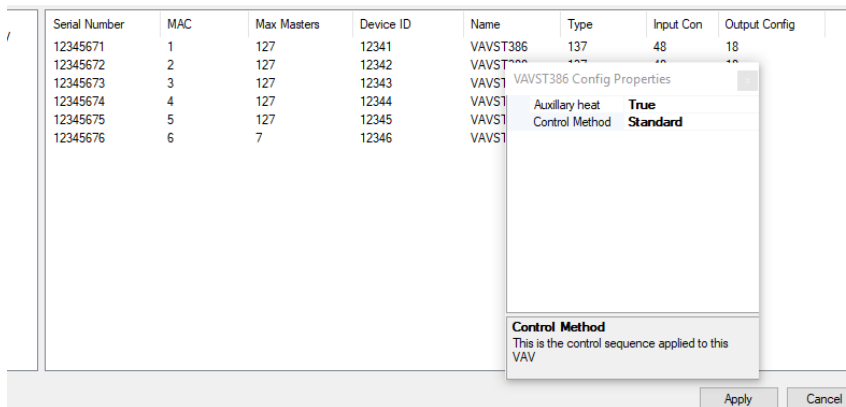 Serial Number MAC Max Masters Device ID Name Type Input Con Output Config
12345671 1 127 12341 VAVST386 137 48 18
12345672 2 127 12342
12345673 3 127 12343
12345674 4 127 12344
12345675 5 127 12345
12345676 6 7 12346
VAVST386 Config Properties
Auxillary heat True
Control Method Standard
Control Method
This is the control sequence applied to this
VAV
Apply Cancel